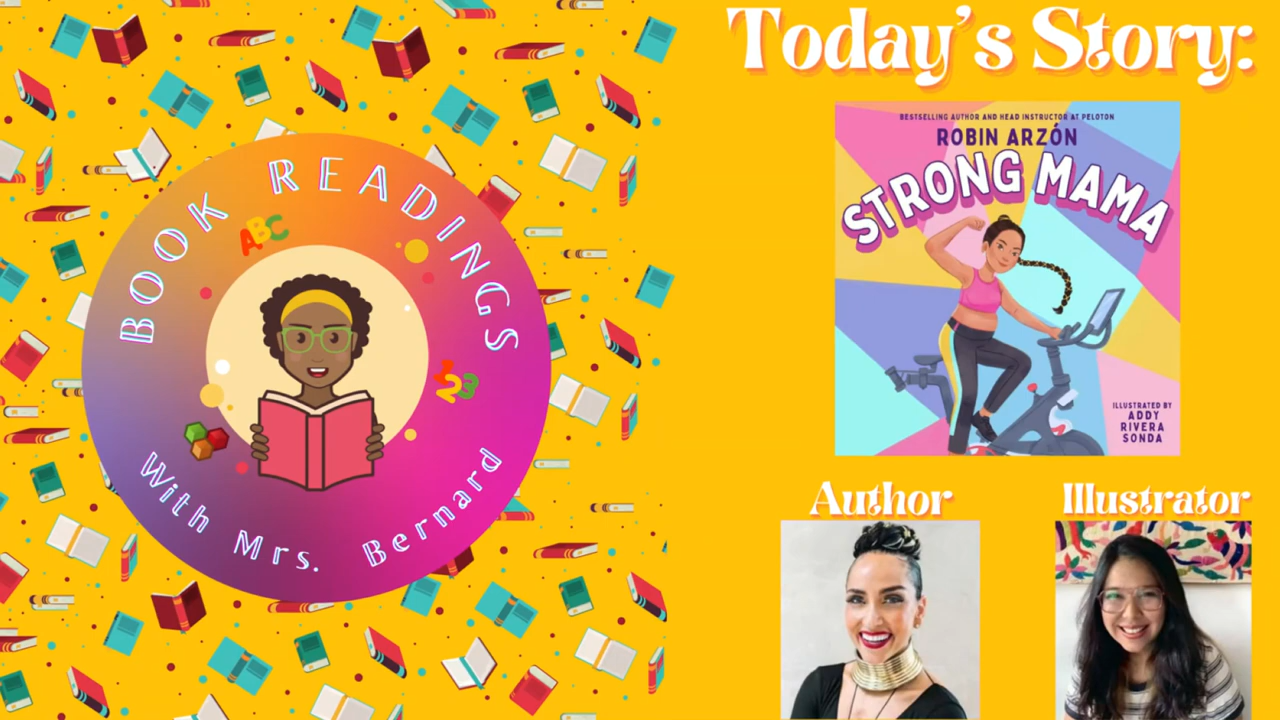 BOOK READINGS
ABC
123
With Mrs. Bernard
Today's Story:
BESTSELLING AUTHOR AND HEAD INSTRUCTOR AT PELOTON
ROBIN ARZÓN
STRONG MAMA
ILLUSTRATED BY
ADDY
RIVERA
SONDA
Author
Illustrator